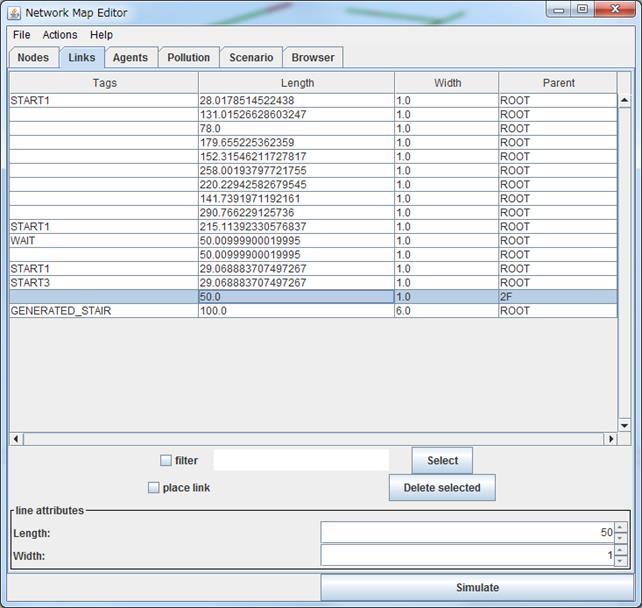 Network Map Editor
File Actions Help
Nodes Links Agents Pollution Scenario Browser
Tags Length Width Parent
START1 28.0178514522438 1.0 ROOT
131.01526628603247 1.0 ROOT
78.0 1.0 ROOT
179.655225362359 1.0 ROOT
152.31546211727817 1.0 ROOT
258.00193797721755 1.0 ROOT
220.22942582679545 1.0 ROOT
141.7391971192161 1.0 ROOT
290.766229125736 1.0 ROOT
START1 215.11392330576837 1.0 ROOT
WAIT 50.00999900019995 1.0 ROOT
50.00999900019995 1.0 ROOT
START1 29.068883707497267 1.0 ROOT
START3 29.068883707497267 1.0 ROOT
50.0 1.0 2F
GENERATED_STAIR 100.0 6.0 ROOT
filter Select
place link Delete selected
line attributes
Length: 50
Width: 1
Simulate